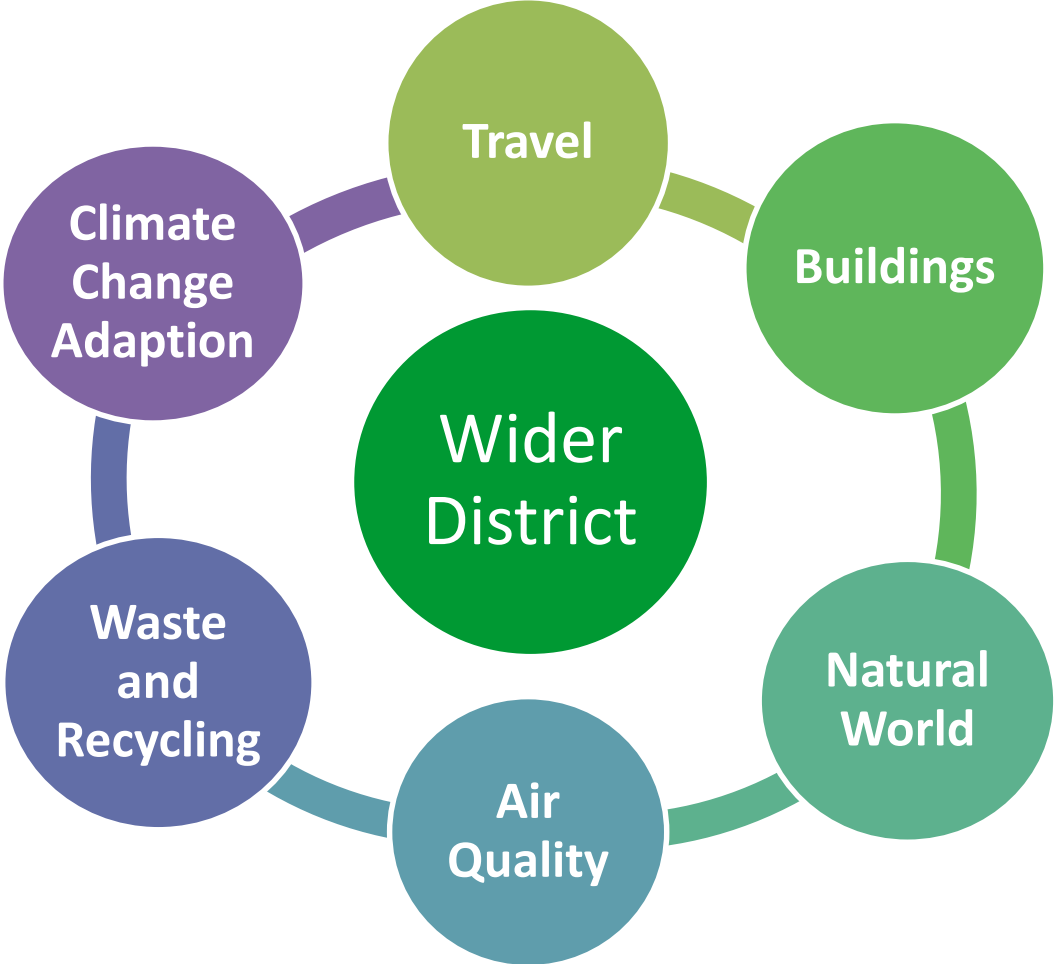 Travel
Buildings
Natural
World
Air
Quality
Waste
and
Recycling
Climate
Change
Adaption
Wider
District